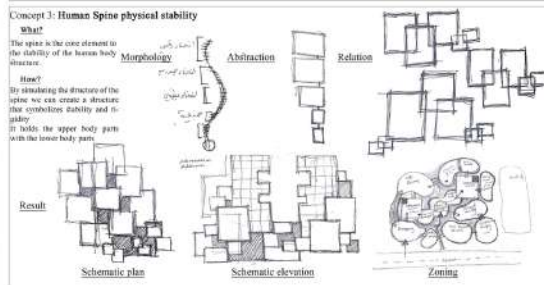 Concept 3: Human Spine physical stability
What?
The spine is the core element to
the stability of the human body
structure.
How?
By simulating the structure of the
spine we can create a structure
that symbolizes stability and ri-
gidity
It holds the upper body parts
with the lower body parts
Morphology
Abstraction
Relation
Result
Schematic plan
Schematic elevation
Zoning